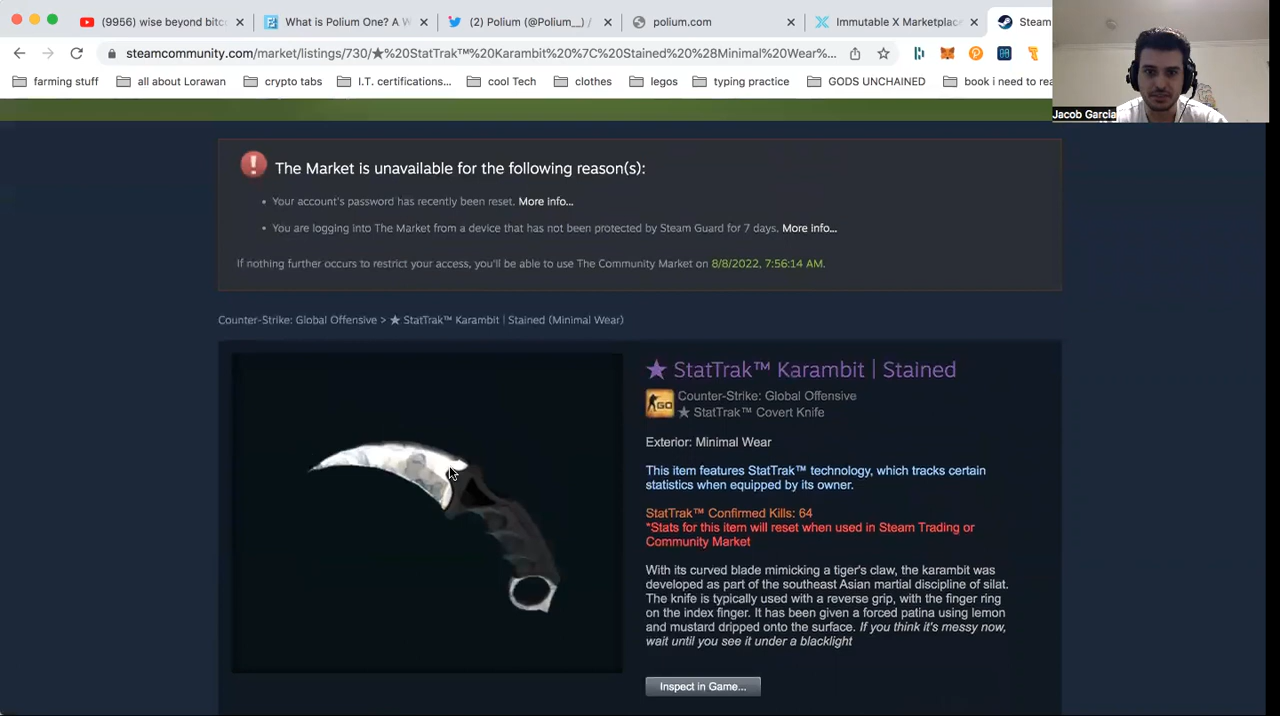 (9956) wise beyond bitc
What is Polium One? A W
(2) Polium (@Polium__) /
polium.com
Immutable X Marketplac
Steam
steamcommunity.com/market/listings/730/★%20StatTrak™%20Karambit%20%7C%20Stained%20%28Minimal%20Wear%...
farming stuff
all about Lorawan
crypto tabs
I.T. certifications...
cool Tech
clothes
legos
typing practice
GODS UNCHAINED
book i need to rea
Jacob Garcia
The Market is unavailable for the following reason(s):
• Your account's password has recently been reset. More info...
• You are logging into The Market from a device that has not been protected by Steam Guard for 7 days. More info...
If nothing further occurs to restrict your access, you'll be able to use The Community Market on 8/8/2022, 7:56:14 AM.
Counter-Strike: Global Offensive > ★ StatTrak™ Karambit | Stained (Minimal Wear)
★ StatTrak™ Karambit | Stained
GO
Counter-Strike: Global Offensive
★ StatTrak™ Covert Knife
Exterior: Minimal Wear
This item features StatTrak™ technology, which tracks certain
statistics when equipped by its owner.
StatTrak™ Confirmed Kills: 64
*Stats for this item will reset when used in Steam Trading or
Community Market
With its curved blade mimicking a tiger's claw, the karambit was
developed as part of the southeast Asian martial discipline of silat.
The knife is typically used with a reverse grip, with the finger ring
on the index finger. It has been given a forced patina using lemon
and mustard dripped onto the surface. If you think it's messy now,
wait until you see it under a blacklight
Inspect in Game...